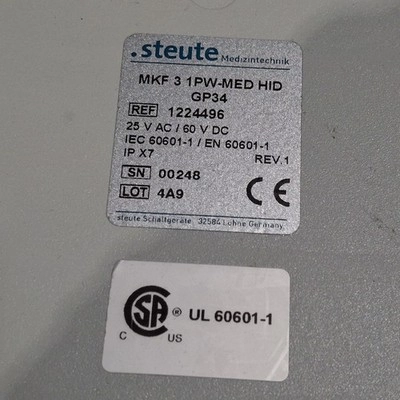 .steute Medizintechnik
MKF 3 1PW-MED HID
GP34
REF 1224496
25 V AC / 60 V DC
IEC 60601-1 / EN 60601-1
IP X7 REV.1
SN 00248
LOT 4A9
CE
steute Schaltgeräte 32584 Löhne Germany
CSA ® UL 60601-1
C US